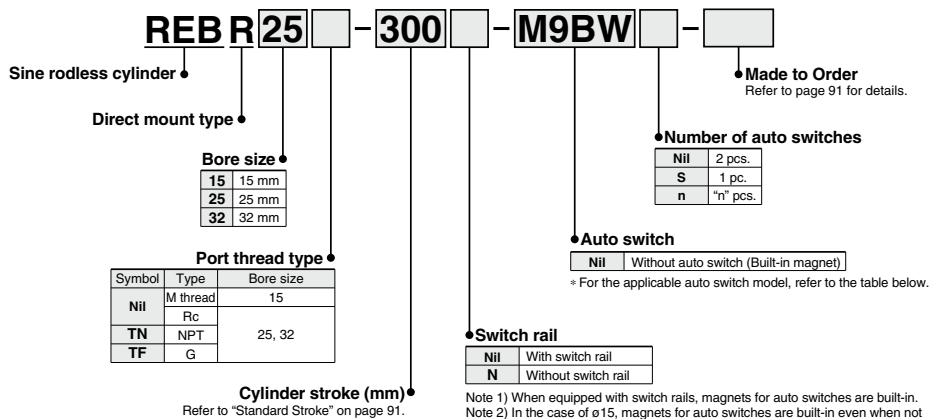 REB R 25 – 300 – M9BW –
Sine rodless cylinder
Made to Order
Refer to page 91 for details.
Direct mount type
Number of auto switches
Nil 2 pcs.
S 1 pc.
n “n” pcs.
Bore size
15 15 mm
25 25 mm
32 32 mm
Auto switch
Nil Without auto switch (Built-in magnet)
∗ For the applicable auto switch model, refer to the table below.
Port thread type
Symbol Type Bore size
Nil M thread 15
Rc 25, 32
TN NPT
TF G
Switch rail
Nil With switch rail
N Without switch rail
Cylinder stroke (mm)
Refer to “Standard Stroke” on page 91.
Note 1) When equipped with switch rails, magnets for auto switches are built-in.
Note 2) In the case of ø15, magnets for auto switches are built-in even when not